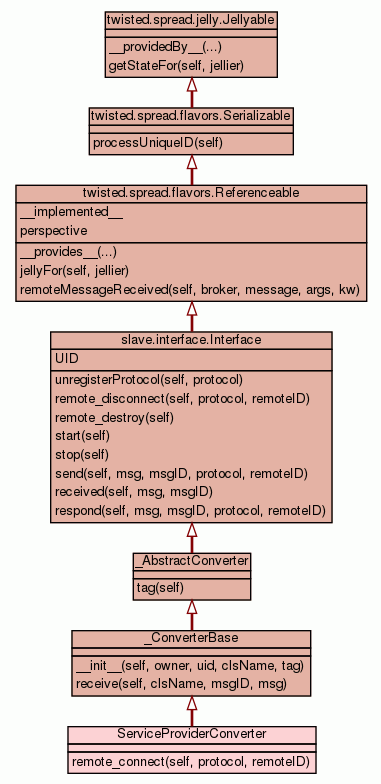 twisted.spread.jelly.Jellyable
__providedBy__(...)
getStateFor(self, jellier)
twisted.spread.flavors.Serializable
processUniqueID(self)
twisted.spread.flavors.Referenceable
__implemented__
perspective
__provides__(...)
jellyFor(self, jellier)
remoteMessageReceived(self, broker, message, args, kw)
slave.interface.Interface
UID
unregisterProtocol(self, protocol)
remote_disconnect(self, protocol, remoteID)
remote_destroy(self)
start(self)
stop(self)
send(self, msg, msgID, protocol, remoteID)
received(self, msg, msgID)
respond(self, msg, msgID, protocol, remoteID)
_AbstractConverter
tag(self)
_ConverterBase
__init__(self, owner, uid, clsName, tag)
receive(self, clsName, msgID, msg)
ServiceProviderConverter
remote_connect(self, protocol, remoteID)